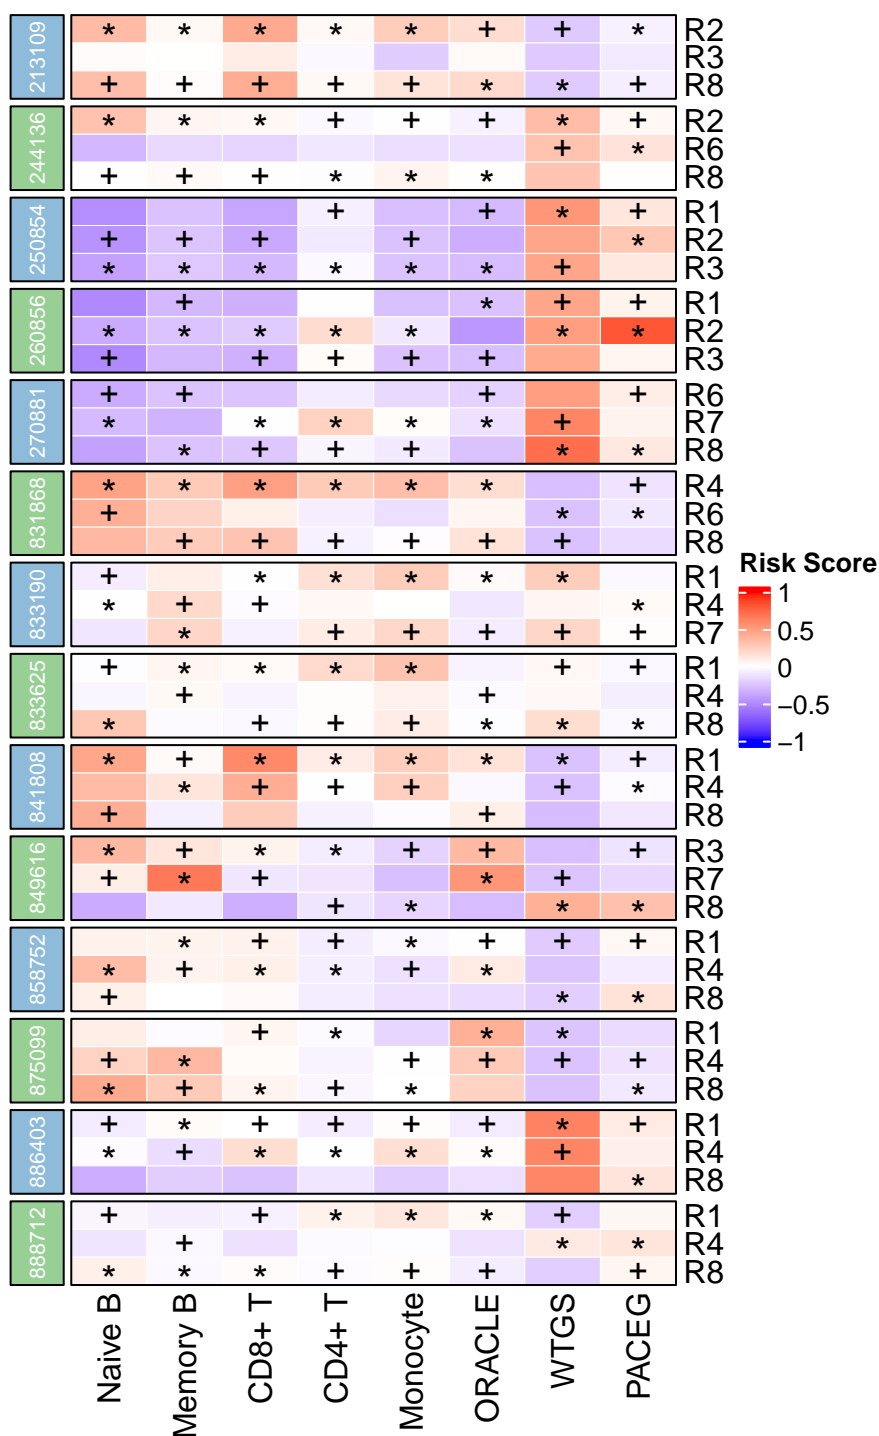 213109
* * * * * + + * R2
R3
+ + + + + * * + R8
244136
* * * + + + * + R2
+ * R6
+ + + * * * R8
250854
+ + * + R1
+ + + + * R2
* * * * * * + R3
260856
+ * + + R1
* * * * * * * R2
+ + + + + R3
270881
+ + + + R6
* * * * * + R7
* + + + * * R8
831868
* * * * * * + R4
+ * * R6
+ + + + + + R8
833190
+ * * * * * R1
* + + * R4
* + + + + + R7
833625
+ * * * * + + R1
+ + R4
* + + + * * * R8
841808
* + * * * * * + R1
* + + + + * R4
+ + R8
849616
* + * * + + + R3
+ * + * + R7
+ * * * R8
858752
* + + * + + + R1
* + * * + * R4
+ * * R8
875099
+ * * * R1
+ * + + + + R4
* + * + * * R8
886403
+ * + + + + * + R1
* + * * * * + R4
* R8
888712
+ + * * * + R1
+ * * R4
* * * + + + + R8
Naive B
Memory B
CD8+ T
CD4+ T
Monocyte
ORACLE
WTGS
PACEG
Risk Score
1
0.5
0
−0.5
−1